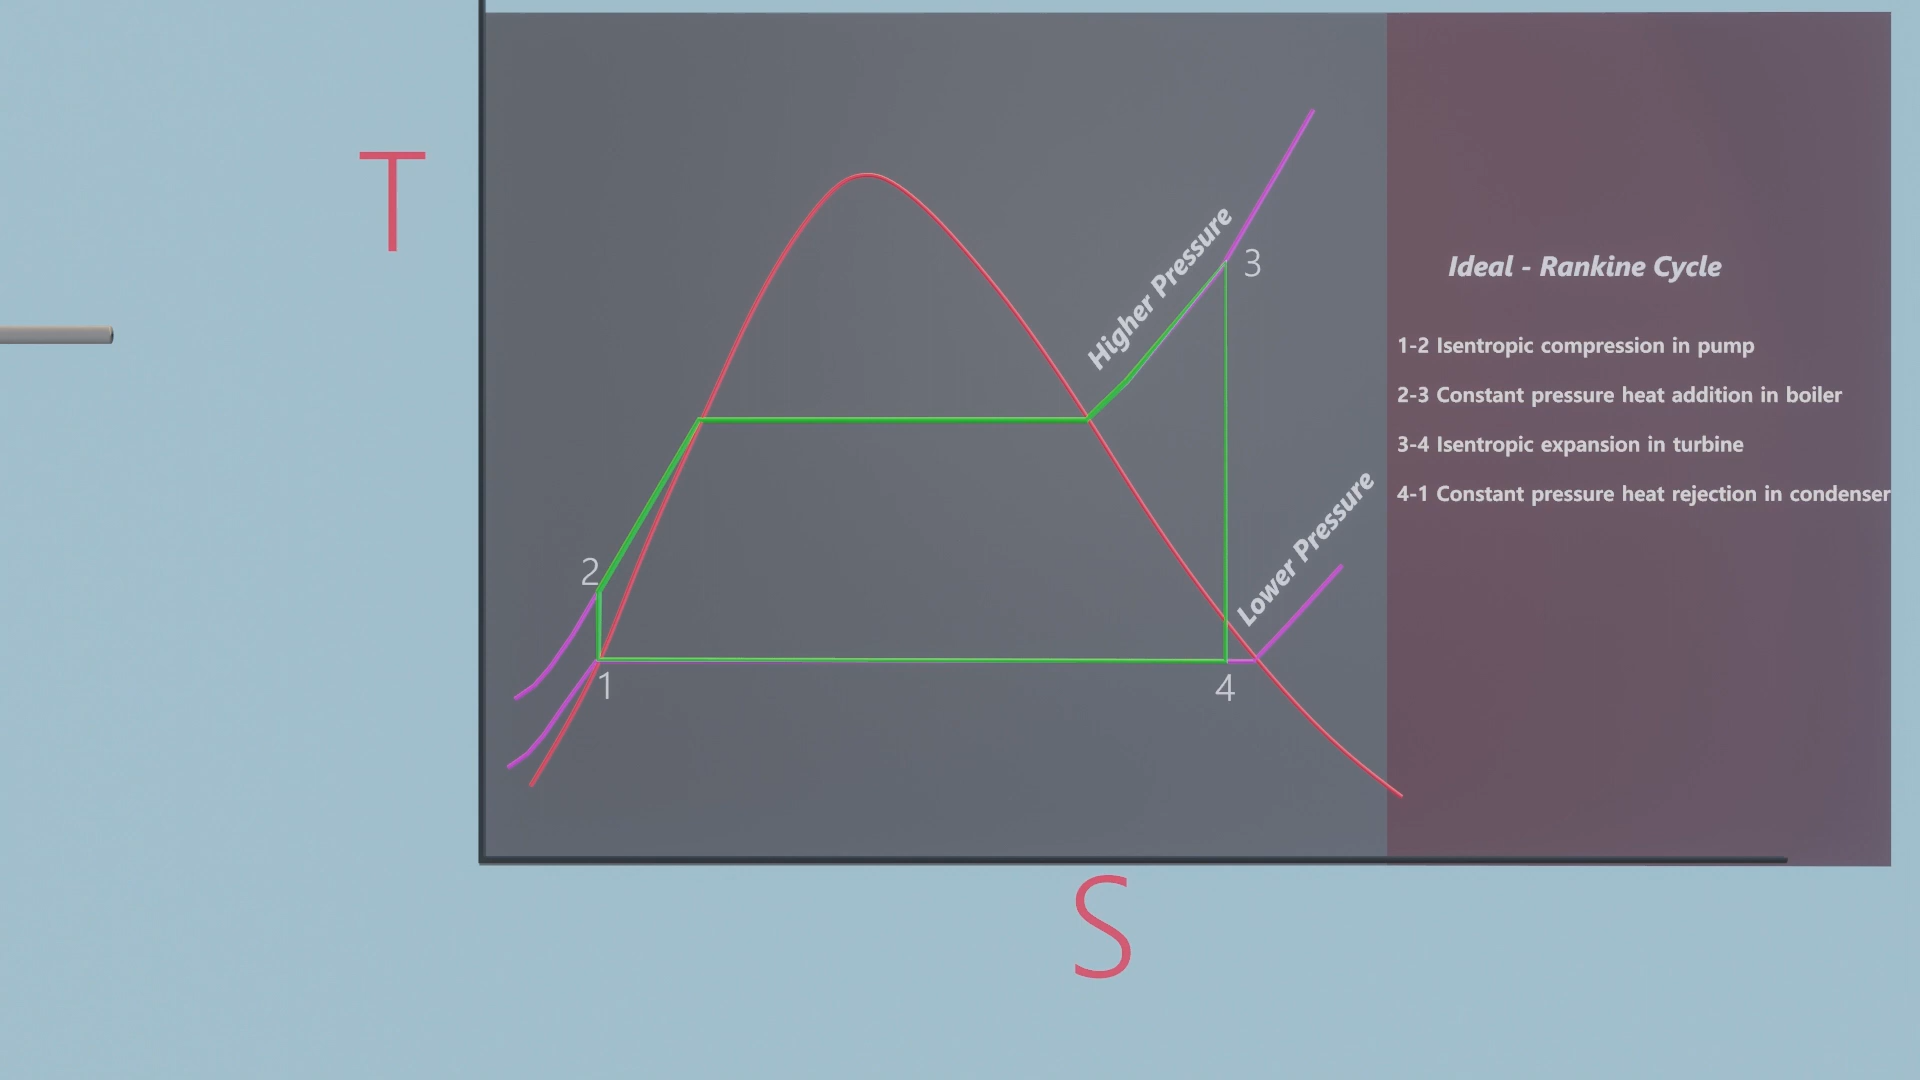 T
Higher Pressure
3
Ideal - Rankine Cycle
1-2 Isentropic compression in pump
2-3 Constant pressure heat addition in boiler
3-4 Isentropic expansion in turbine
4-1 Constant pressure heat rejection in condenser
Lower Pressure
2
1
4
S